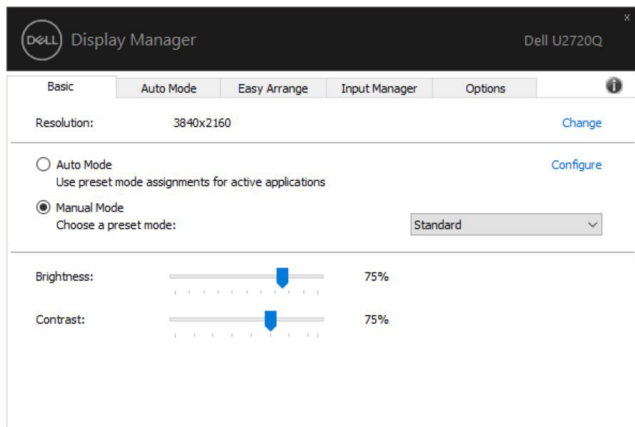 x
DELL Display Manager Dell U2720Q
Basic Auto Mode Easy Arrange Input Manager Options i
Resolution: 3840x2160 Change
Auto Mode Configure
Use preset mode assignments for active applications
Manual Mode
Choose a preset mode: Standard
Brightness: 75%
Contrast: 75%